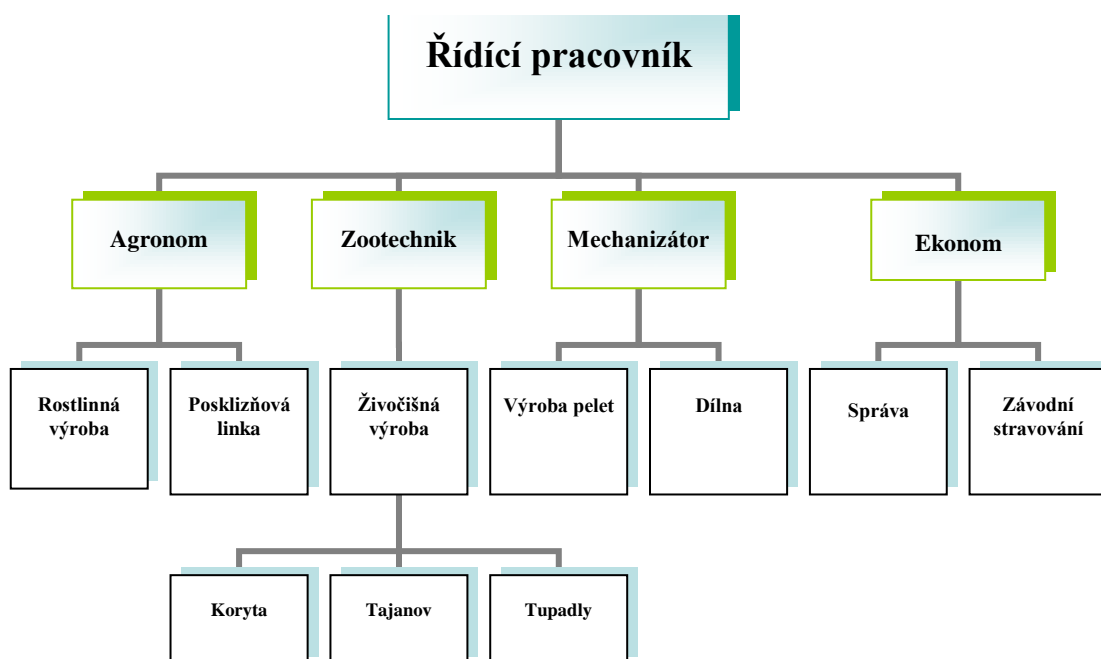 Řídící pracovník
Agronom
Zootechnik
Mechanizátor
Ekonom
Rostlinná
výroba
Posklizňová
linka
Živočišná
výroba
Výroba pelet
Dílna
Správa
Závodní
stravování
Koryta
Tajanov
Tupadly